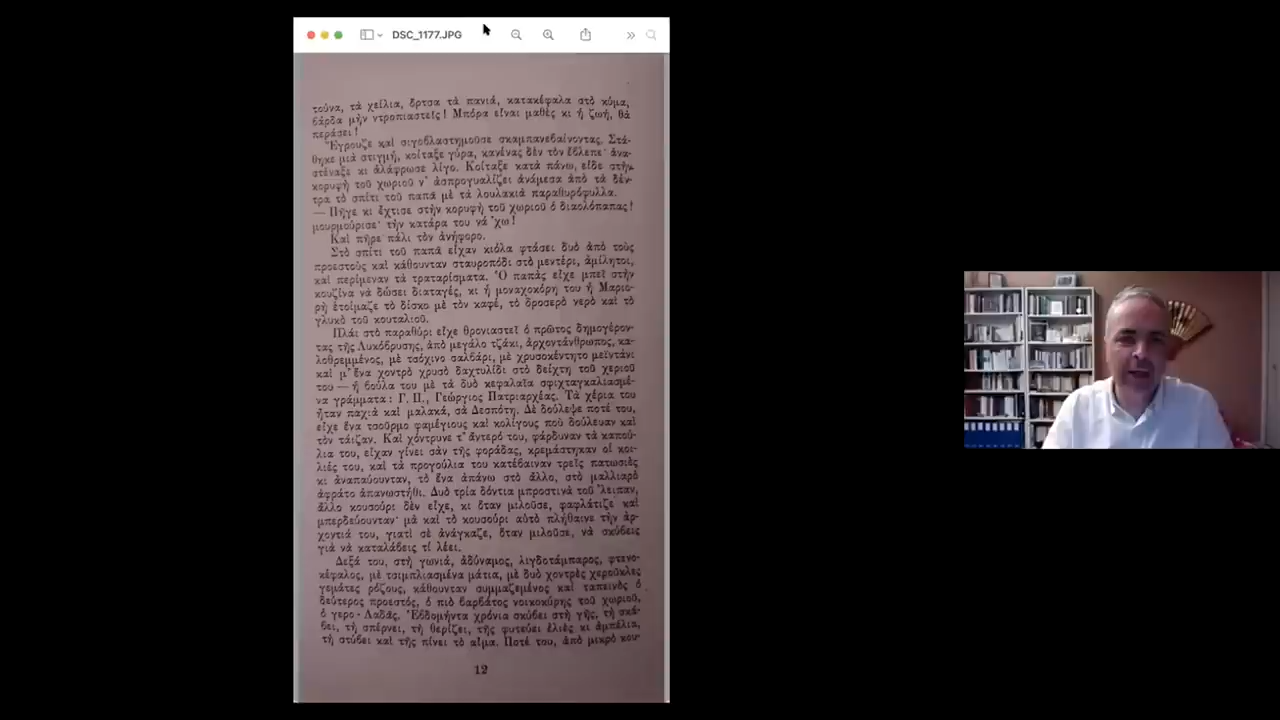 DSC_1177.JPG
τούνα, τὰ χείλια, ὄρτσα τὰ πανιά, κατακέφαλα στὸ κύμα,
βάρδα μὴν ντροπιαστεῖς! Μπόρα εἶναι μαθὲς κι ἡ ζωή, θὰ
περάσει!
Ἔγρουζε καὶ σιγοβλαστημοῦσε σκαμπανεβαίνοντας. Στά-
θηκε μιὰ στιγμή, κοίταξε γύρα, κανένας δὲν τὸν ἔβλεπε· ἀνα-
στέναξε κι ἀλάφρωσε λίγο. Κοίταξε κατὰ πάνω, εἶδε στὴν
κορυφὴ τοῦ χωριοῦ ν' ἀσπρογυαλίζει ἀνάμεσα ἀπὸ τὰ δέν-
τρα τὸ σπίτι τοῦ παπᾶ μὲ τὰ λουλακιὰ παραθυρόφυλλα.
— Πῆγε κι ἔχτισε στὴν κορυφὴ τοῦ χωριοῦ ὁ διαολόπαπας!
μουρμούρισε· τὴν κατάρα του νά 'χω!
Καὶ πῆρε πάλι τὸν ἀνήφορο.
Στὸ σπίτι τοῦ παπᾶ εἶχαν κιόλα φτάσει δυὸ ἀπὸ τοὺς
προεστοὺς καὶ κάθουνταν σταυροπόδι στὸ μεντέρι, ἀμίλητοι,
καὶ περίμεναν τὰ τραταρίσματα. Ὁ παπὰς εἶχε μπεῖ στὴν
κουζίνα νὰ δώσει διαταγές, κι ἡ μοναχοκόρη του ἡ Μαριο-
ρὴ ἑτοίμαζε τὸ δίσκο μὲ τὸν καφέ, τὸ δροσερὸ νερὸ καὶ τὸ
γλυκὸ τοῦ κουταλιοῦ.
Πλάι στὸ παραθύρι εἶχε θρονιαστεῖ ὁ πρῶτος δημογέρον-
τας τῆς Λυκόβρυσης, ἀπὸ μεγάλο τζάκι, ἀρχοντάνθρωπος, κα-
λοθρεμμένος, μὲ τσόχινο σαλβάρι, μὲ χρυσοκέντητο μεϊντάνι
καὶ μ' ἕνα χοντρὸ χρυσὸ δαχτυλίδι στὸ δείχτη τοῦ χεριοῦ
του — ἡ βούλα του μὲ τὰ δυὸ κεφαλαῖα σφιχταγκαλιασμέ-
να γράμματα: Γ. Π., Γεώργιος Πατριαρχέας. Τὰ χέρια του
ἦταν παχιὰ καὶ μαλακά, σὰ Δεσπότη. Δὲ δούλεψε ποτέ του,
εἶχε ἕνα τσοῦρμο φαμέγιους καὶ κολίγους ποὺ δούλευαν καὶ
τὸν τάιζαν. Καὶ χόντρυνε τ' ἄντερό του, φάρδυναν τὰ καπού-
λια του, εἶχαν γίνει σὰν τῆς φοράδας, κρεμάστηκαν οἱ κοι-
λιές του, καὶ τὰ προγούλια του κατέβαιναν τρεῖς πατωσιὲς
κι ἀναπαύουνταν, τὸ ἕνα ἀπάνω στὸ ἄλλο, στὸ μαλλιαρὸ
ἀφράτο ἀπανωστήθι. Δυὸ τρία δόντια μπροστινὰ τοῦ 'λειπαν,
ἄλλο κουσούρι δὲν εἶχε, κι ὅταν μιλοῦσε, φαφλάτιζε καὶ
μπερδεύουνταν· μὰ καὶ τὸ κουσούρι αὐτὸ πλήθαινε τὴν ἀρ-
χοντιά του, γιατὶ σὲ ἀνάγκαζε, ὅταν μιλοῦσε, νὰ σκύβεις
γιὰ νὰ καταλάβεις τί λέει.
Δεξά του, στὴ γωνιά, ἀδύναμος, λιγδοτάμπαρος, φτενο-
κέφαλος, μὲ τσιμπλιασμένα μάτια, μὲ δυὸ χοντρὲς χεροῦκλες
γεμάτες ρόζους, κάθουνταν συμμαζεμένος καὶ ταπεινὸς ὁ
δεύτερος προεστός, ὁ πιὸ βαρβάτος νοικοκύρης τοῦ χωριοῦ,
ὁ γερο - Λαδάς. Ἑβδομήντα χρόνια σκύβει στὴ γῆς, τὴ σκά-
βει, τὴ σπέρνει, τὴ θερίζει, τῆς φυτεύει ἐλιὲς κι ἀμπέλια,
τὴ στύβει καὶ τῆς πίνει τὸ αἷμα. Ποτέ του, ἀπὸ μικρὸ κου-
12